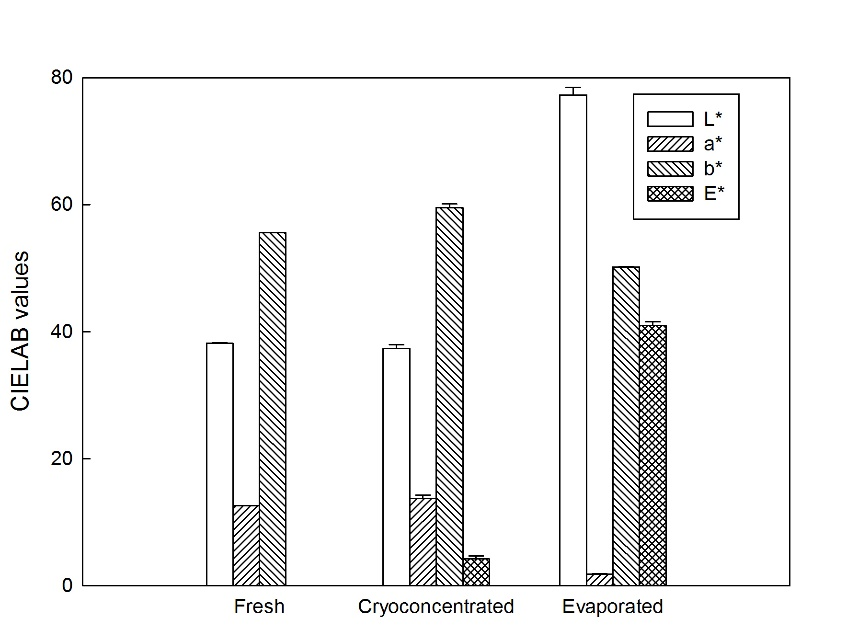 80
60
40
20
0
CIELAB values
L*
a*
b*
E*
Fresh Cryoconcentrated Evaporated